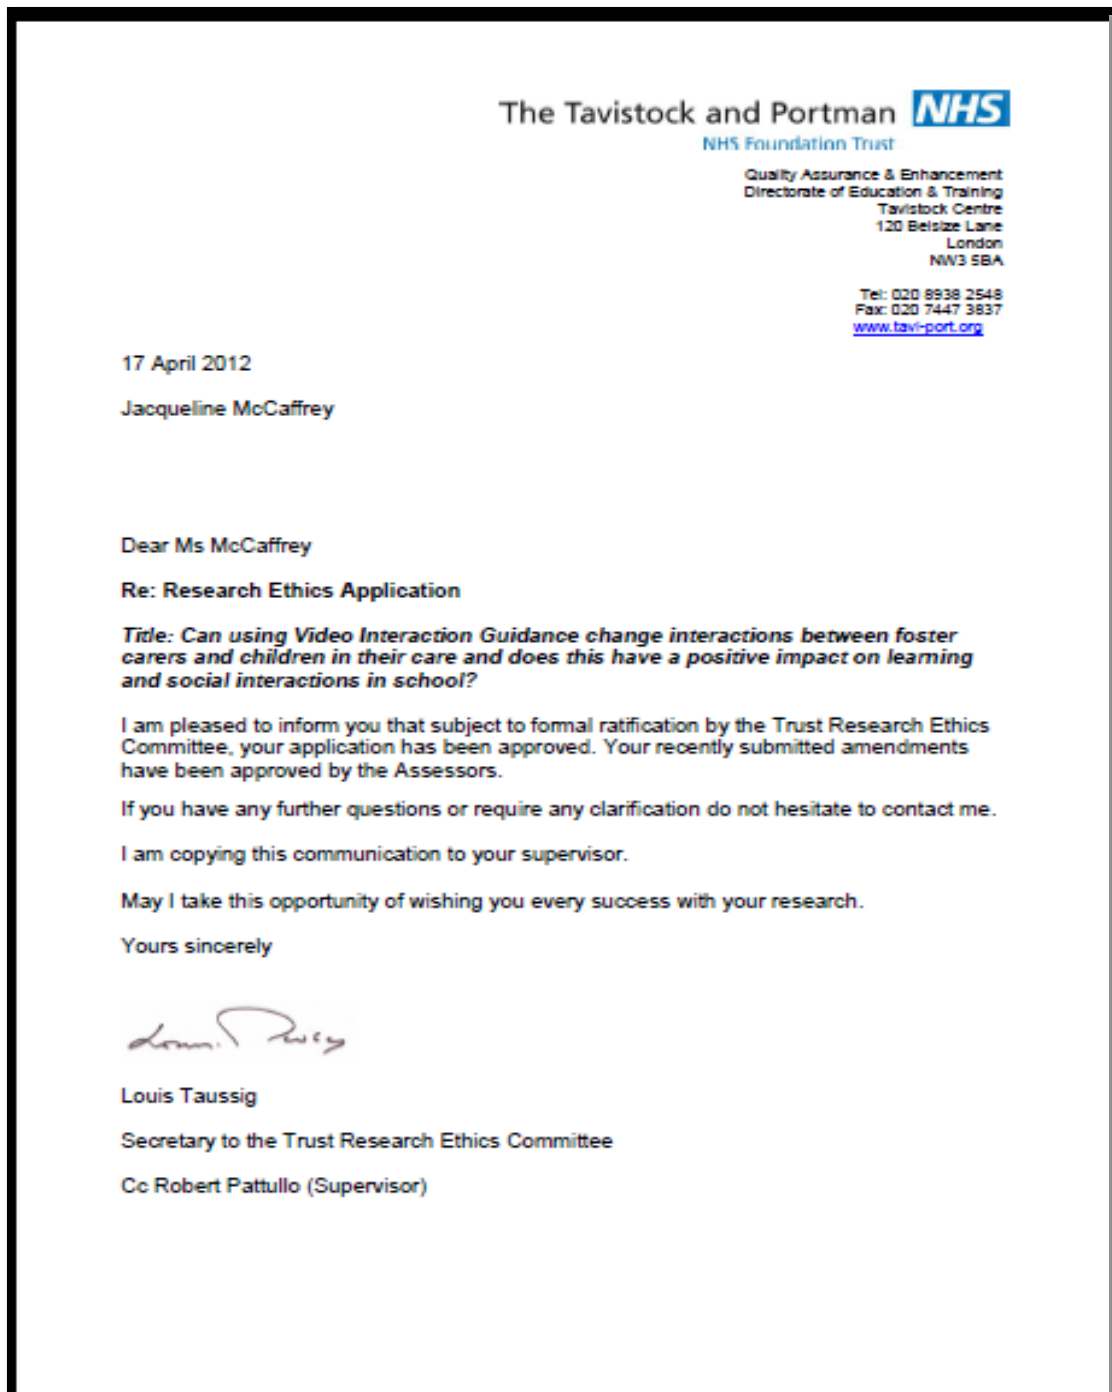 The Tavistock and Portman NHS
NHS Foundation Trust
Quality Assurance & Enhancement
Directorate of Education & Training
Tavistock Centre
120 Belsize Lane
London
NW3 5BA
Tel: 020 8938 2548
Fax: 020 7447 3837
www.tavi-port.org
17 April 2012
Jacqueline McCaffrey
Dear Ms McCaffrey
Re: Research Ethics Application
Title: Can using Video Interaction Guidance change interactions between foster
carers and children in their care and does this have a positive impact on learning
and social interactions in school?
I am pleased to inform you that subject to formal ratification by the Trust Research Ethics
Committee, your application has been approved. Your recently submitted amendments
have been approved by the Assessors.
If you have any further questions or require any clarification do not hesitate to contact me.
I am copying this communication to your supervisor.
May I take this opportunity of wishing you every success with your research.
Yours sincerely
Louis Taussig
Secretary to the Trust Research Ethics Committee
Cc Robert Pattullo (Supervisor)